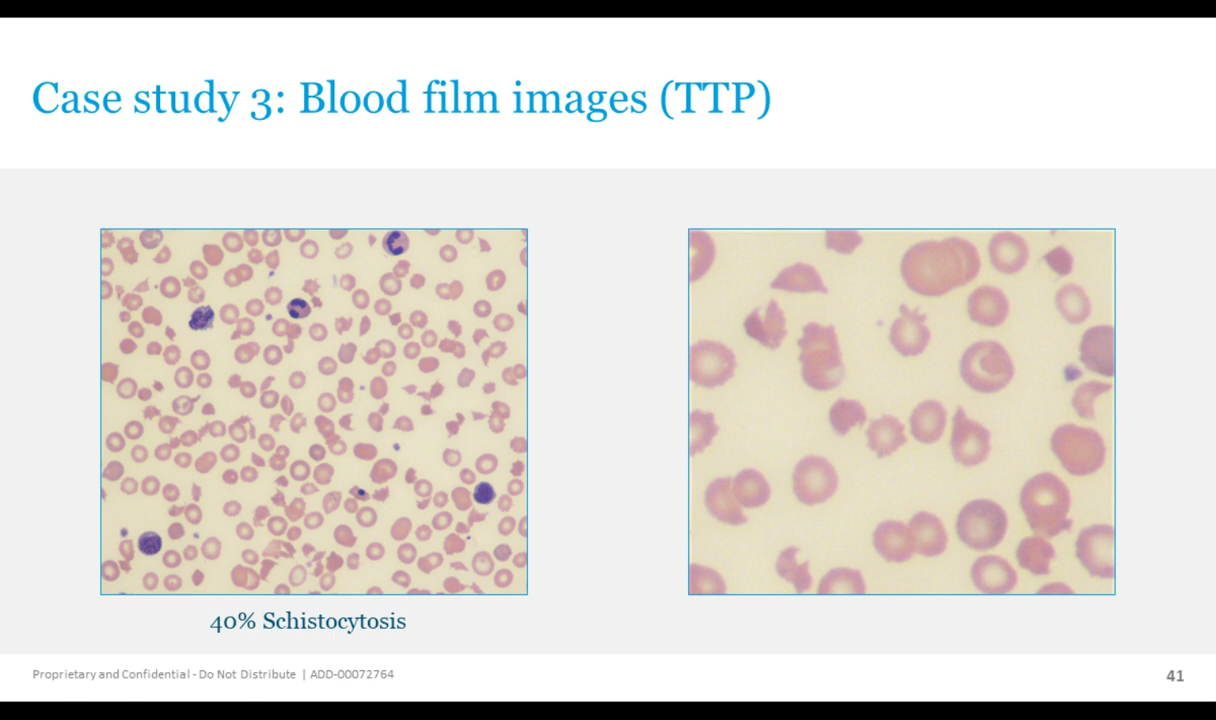 Case study 3: Blood film images (TTP)
40% Schistocytosis
Proprietary and Confidential - Do Not Distribute | ADD-00072764
41